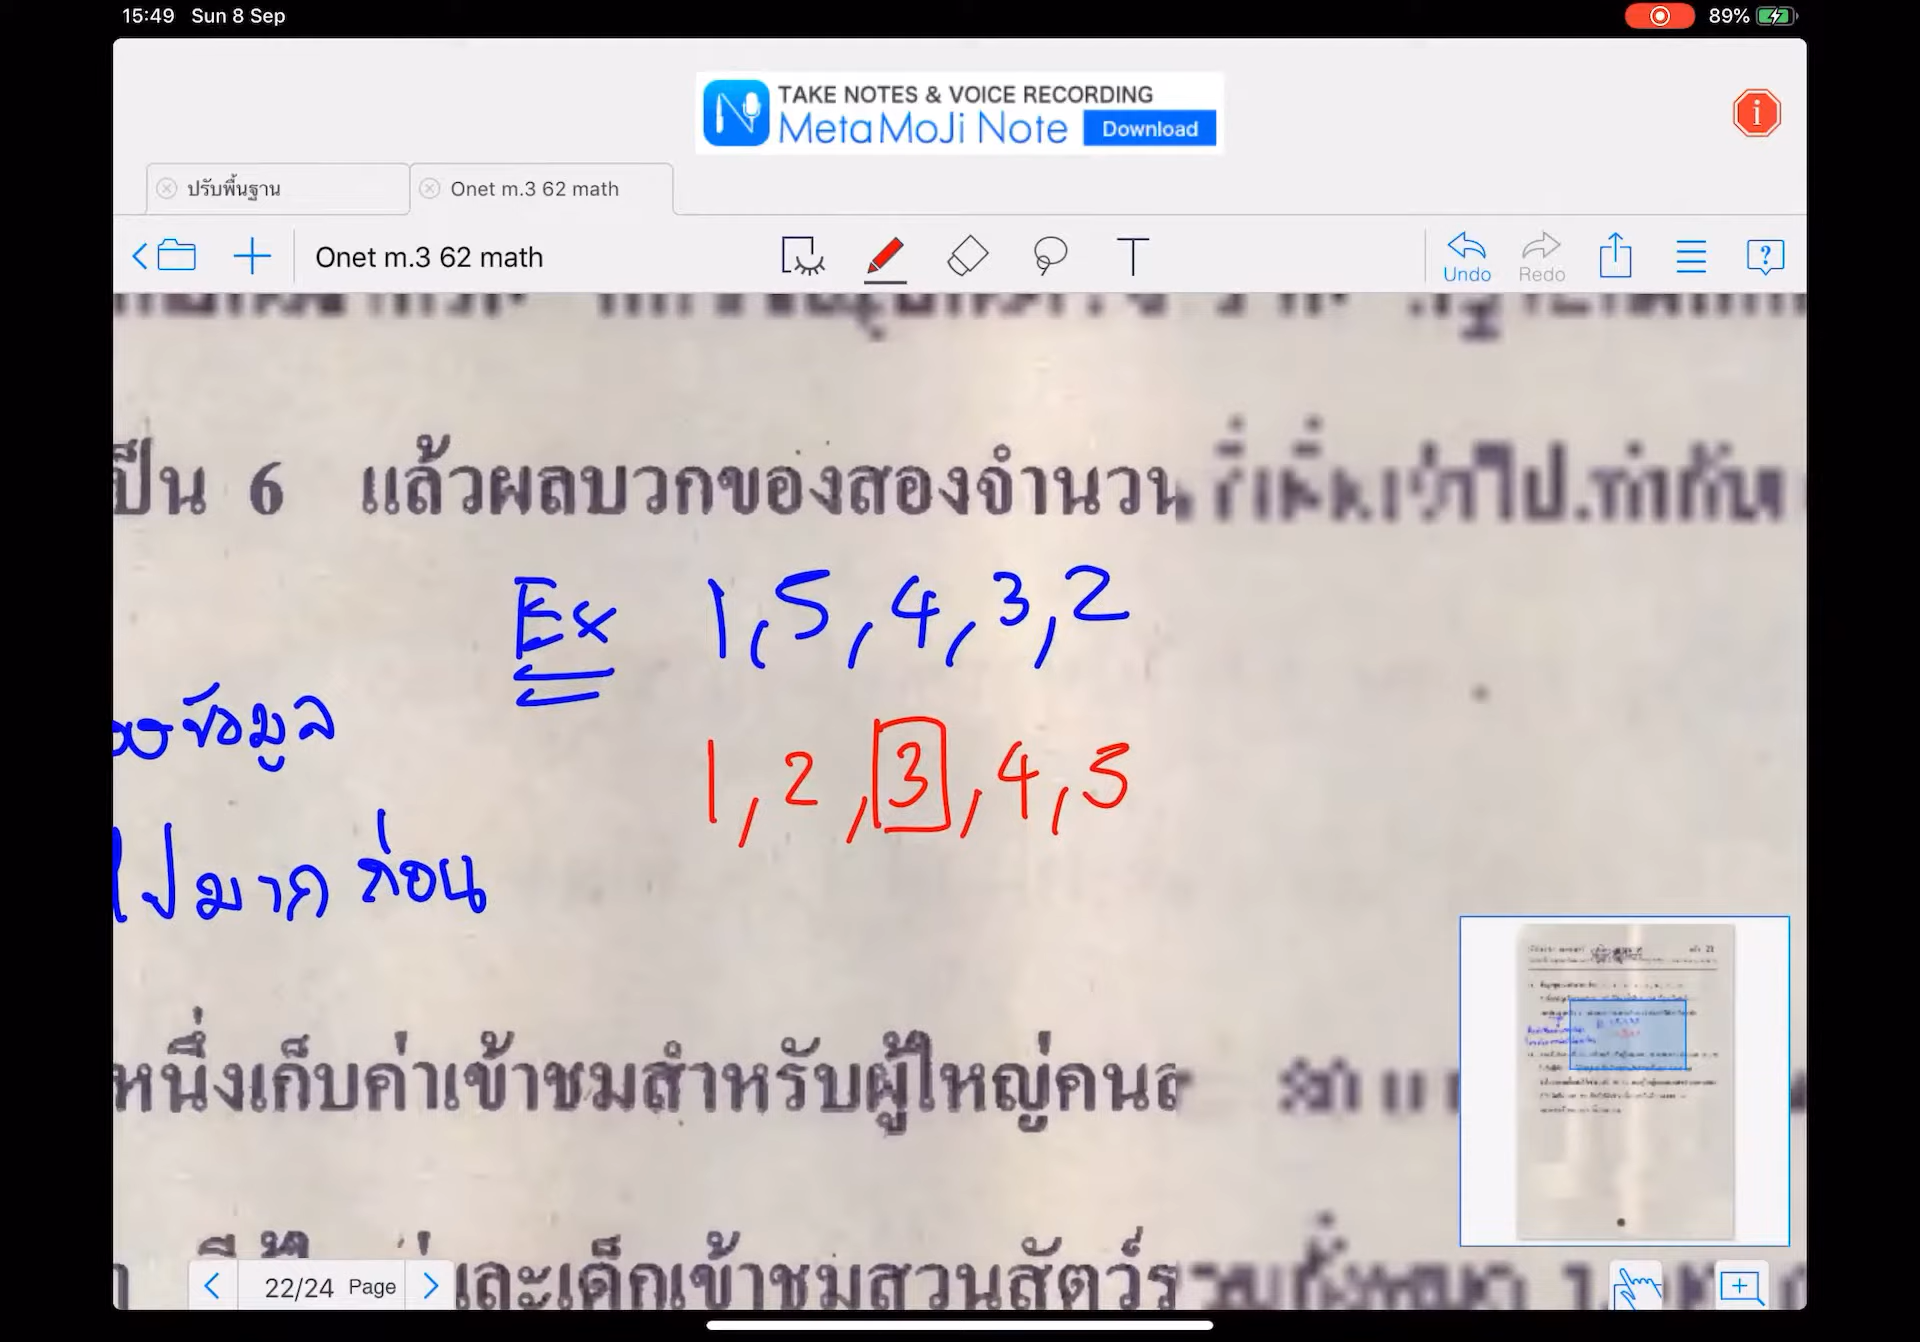 15:49 Sun 8 Sep
89%
TAKE NOTES & VOICE RECORDING
MetaMoJi Note Download
ปรับพื้นฐาน
Onet m.3 62 math
Onet m.3 62 math
Undo
Redo
ป็น 6 แล้วผลบวกของสองจำนวน
Ex 1, 5, 4, 3, 2
ข้อมูล
1, 2, 3, 4, 5
ไปมาก ก่อน
หนึ่งเก็บค่าเข้าชมสำหรับผู้ใหญ่คนล
และเด็กเข้าชมสวนสัตว์ร
22/24 Page